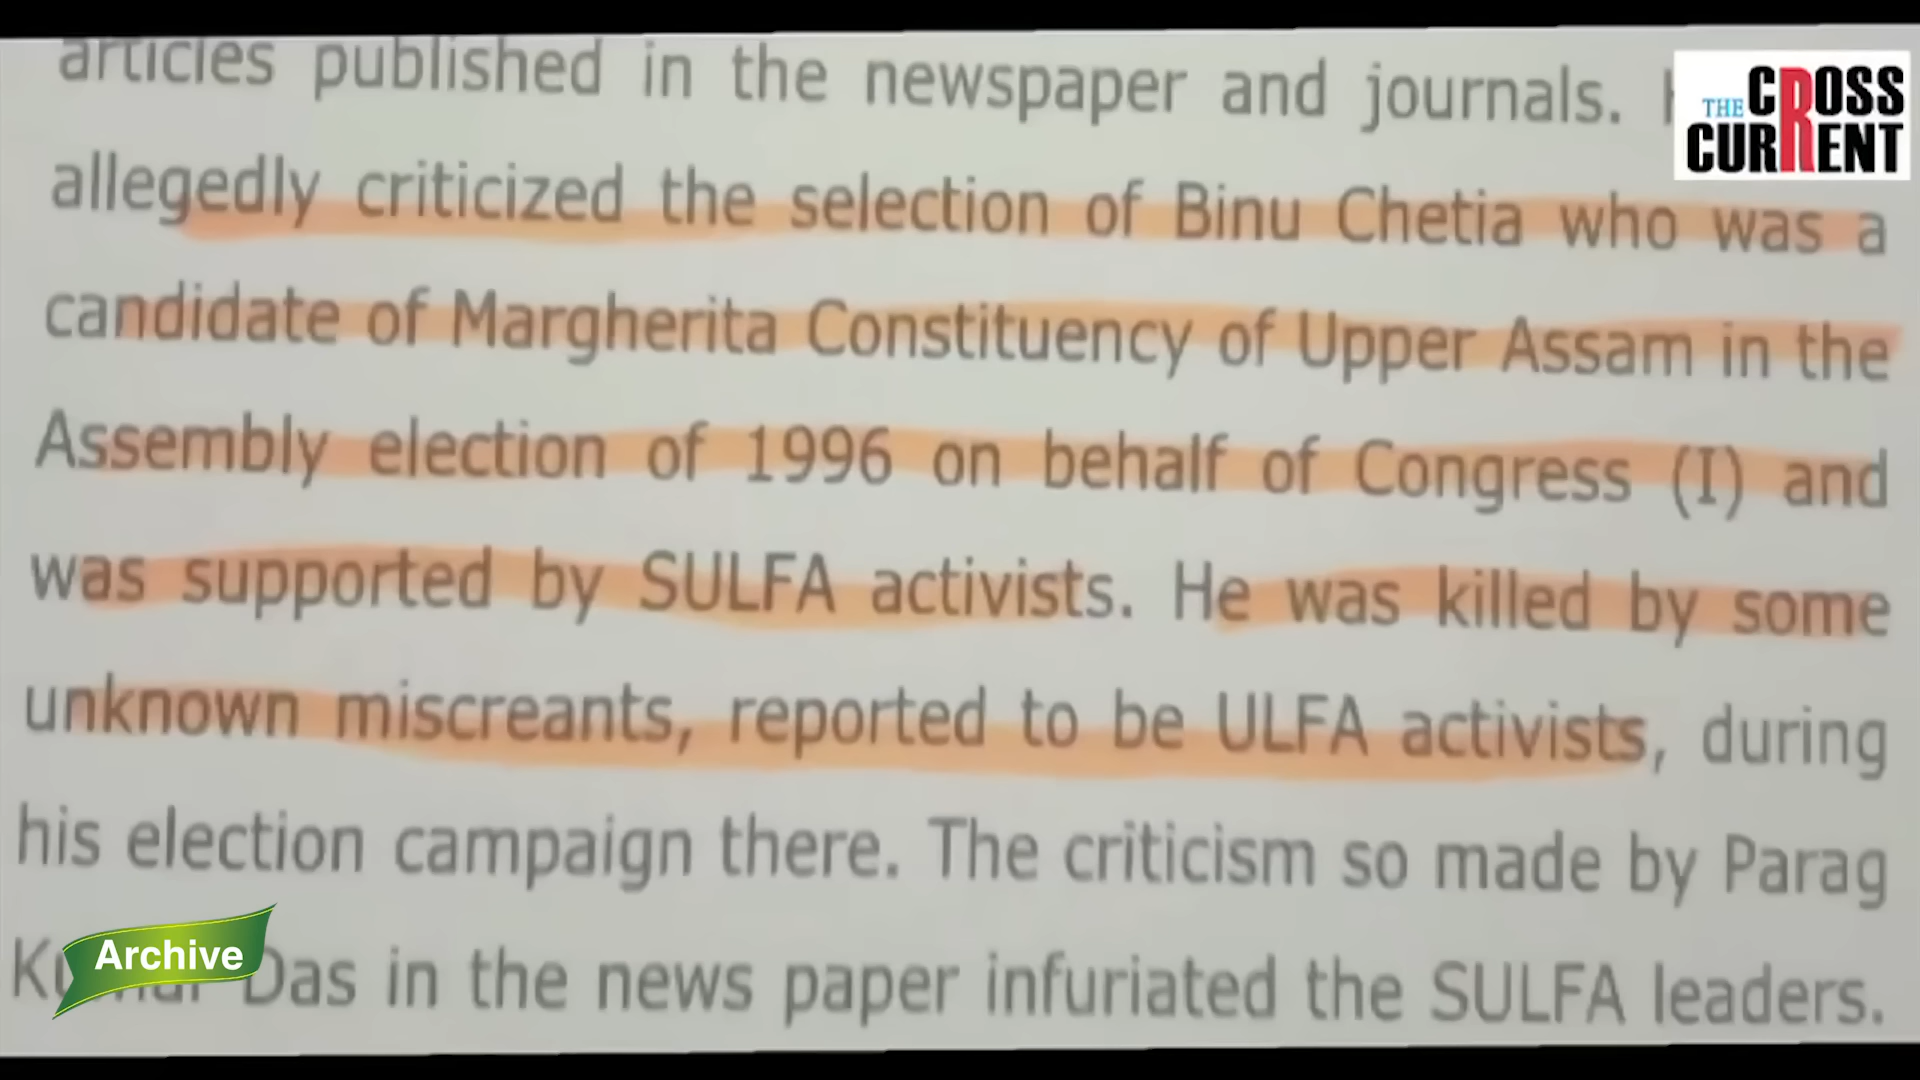 articles published in the newspaper and journals.
THE CROSS
CURRENT
allegedly criticized the selection of Binu Chetia who was a
candidate of Margherita Constituency of Upper Assam in the
Assembly election of 1996 on behalf of Congress (I) and
was supported by SULFA activists. He was killed by some
unknown miscreants, reported to be ULFA activists, during
his election campaign there. The criticism so made by Parag
Das in the news paper infuriated the SULFA leaders.
Archive